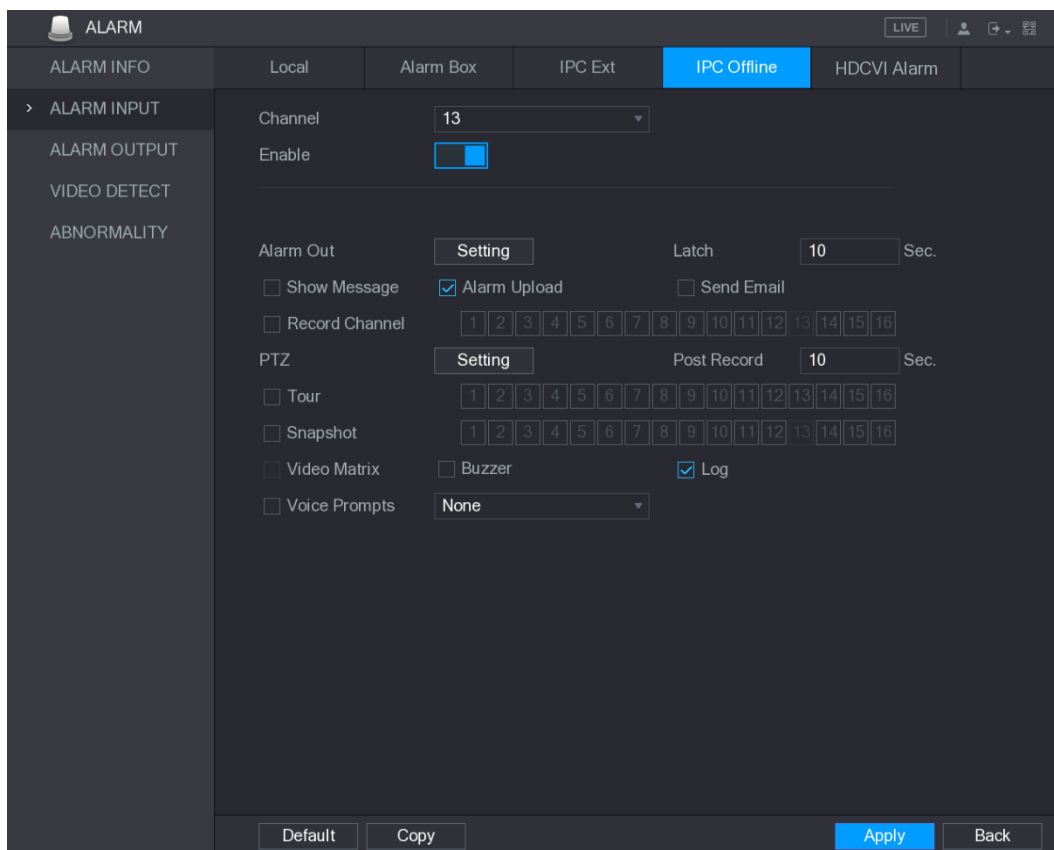 ALARM LIVE
ALARM INFO
> ALARM INPUT
ALARM OUTPUT
VIDEO DETECT
ABNORMALITY
Local Alarm Box IPC Ext IPC Offline HDCVI Alarm
Channel 13
Enable
Alarm Out Setting Latch 10 Sec.
Show Message Alarm Upload Send Email
Record Channel 1 2 3 4 5 6 7 8 9 10 11 12 13 14 15 16
PTZ Setting Post Record 10 Sec.
Tour 1 2 3 4 5 6 7 8 9 10 11 12 13 14 15 16
Snapshot 1 2 3 4 5 6 7 8 9 10 11 12 13 14 15 16
Video Matrix Buzzer Log
Voice Prompts None
Default Copy Apply Back